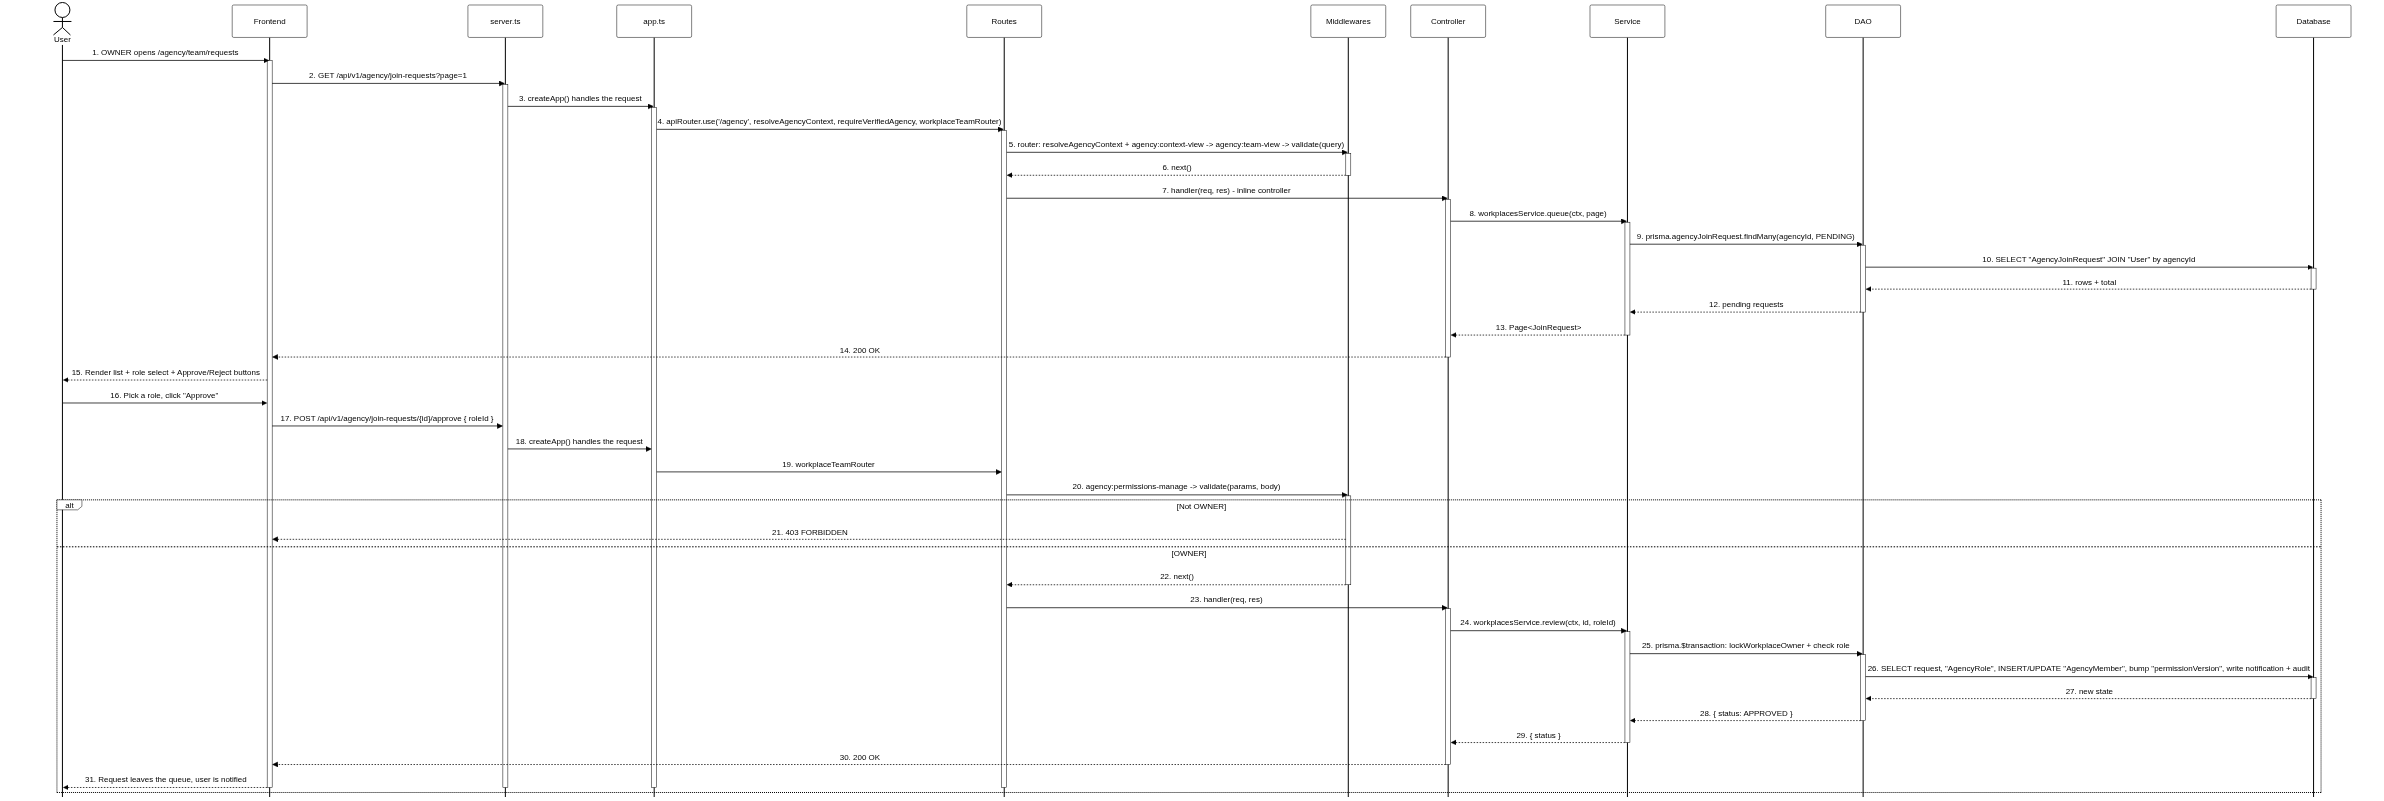 User
Frontend
server.ts
app.ts
Routes
Middlewares
Controller
Service
DAO
Database
1. OWNER opens /agency/team/requests
2. GET /api/v1/agency/join-requests?page=1
3. createApp() handles the request
4. apiRouter.use('/agency', resolveAgencyContext, requireVerifiedAgency, workplaceTeamRouter)
5. router: resolveAgencyContext + agency:context-view -> agency:team-view -> validate(query)
6. next()
7. handler(req, res) - inline controller
8. workplacesService.queue(ctx, page)
9. prisma.agencyJoinRequest.findMany(agencyId, PENDING)
10. SELECT "AgencyJoinRequest" JOIN "User" by agencyId
11. rows + total
12. pending requests
13. Page<JoinRequest>
14. 200 OK
15. Render list + role select + Approve/Reject buttons
16. Pick a role, click "Approve"
17. POST /api/v1/agency/join-requests/{id}/approve { roleId }
18. createApp() handles the request
19. workplaceTeamRouter
20. agency:permissions-manage -> validate(params, body)
alt
[Not OWNER]
21. 403 FORBIDDEN
[OWNER]
22. next()
23. handler(req, res)
24. workplacesService.review(ctx, id, roleId)
25. prisma.$transaction: lockWorkplaceOwner + check role
26. SELECT request, "AgencyRole", INSERT/UPDATE "AgencyMember", bump "permissionVersion", write notification + audit
27. new state
28. { status: APPROVED }
29. { status }
30. 200 OK
31. Request leaves the queue, user is notified